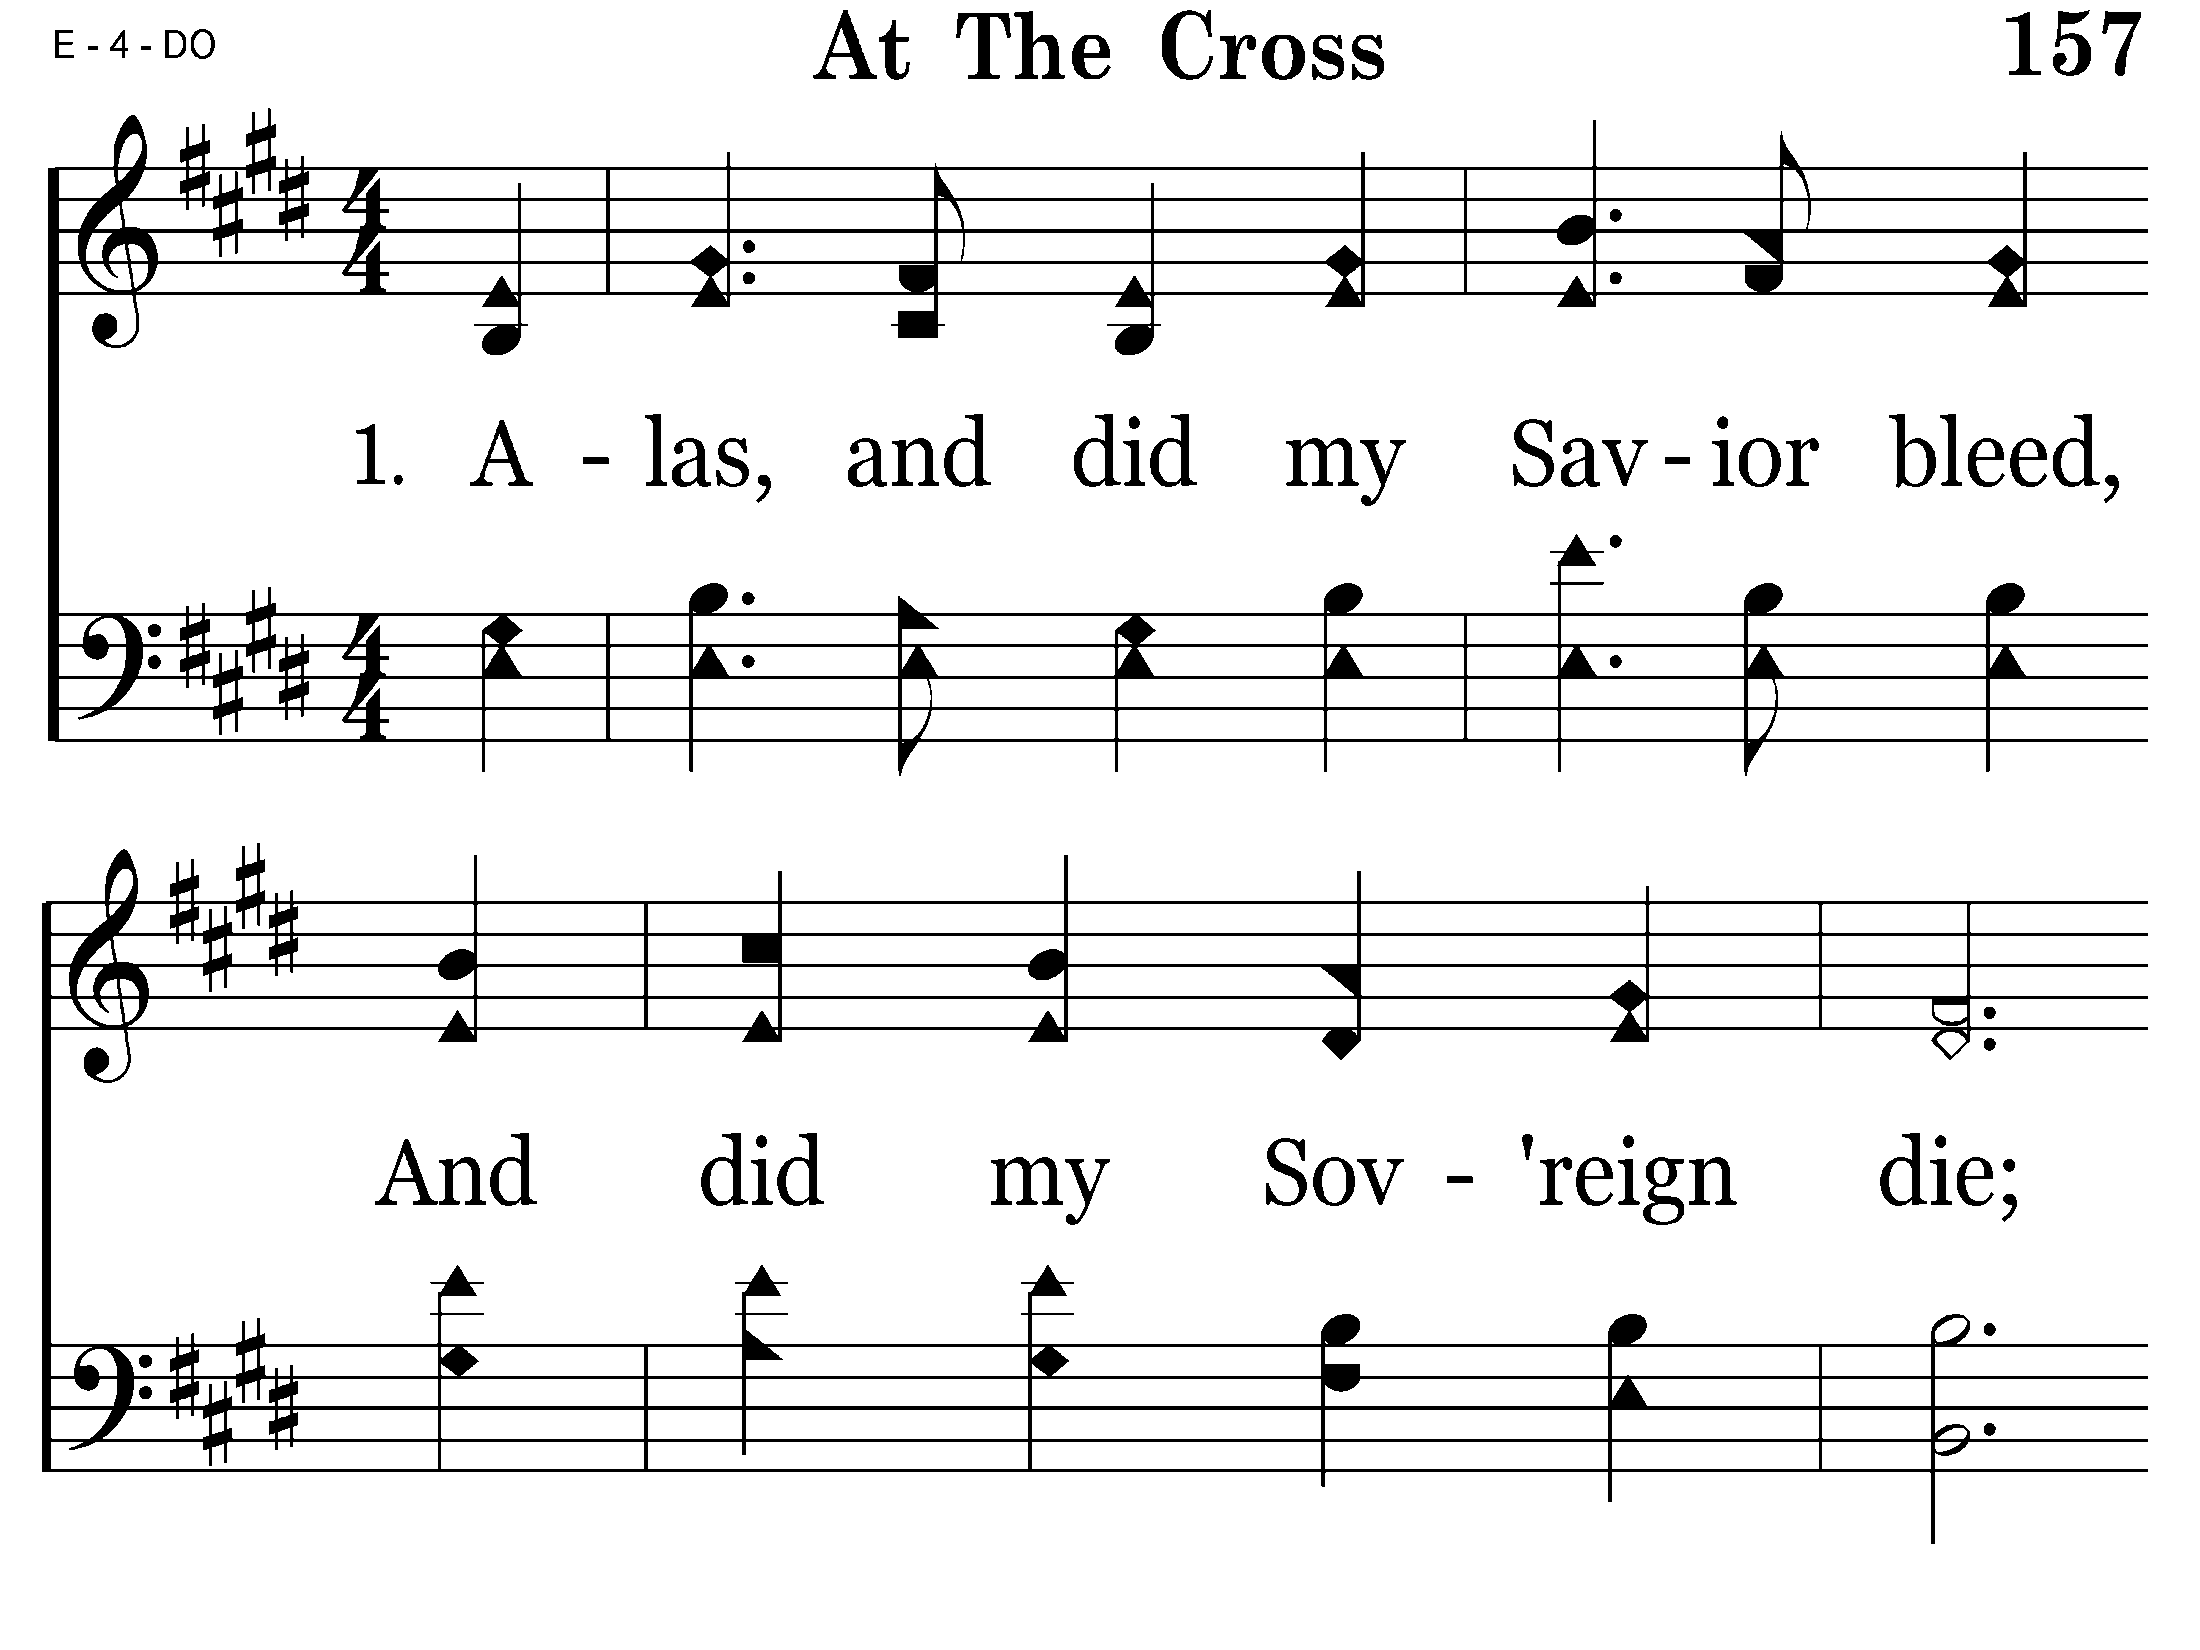 E - 4 - DO At The Cross 157
1. A - las, and did my Sav - ior bleed,
And did my Sov - 'reign die;